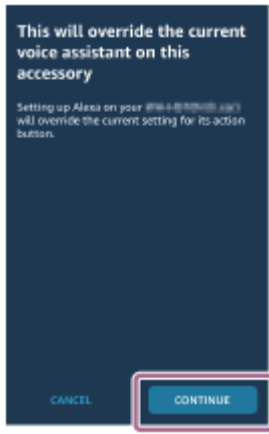 This will override the current
voice assistant on this
accessory
Setting up Alexa on your
will override the current setting for its action
button.
CANCEL
CONTINUE